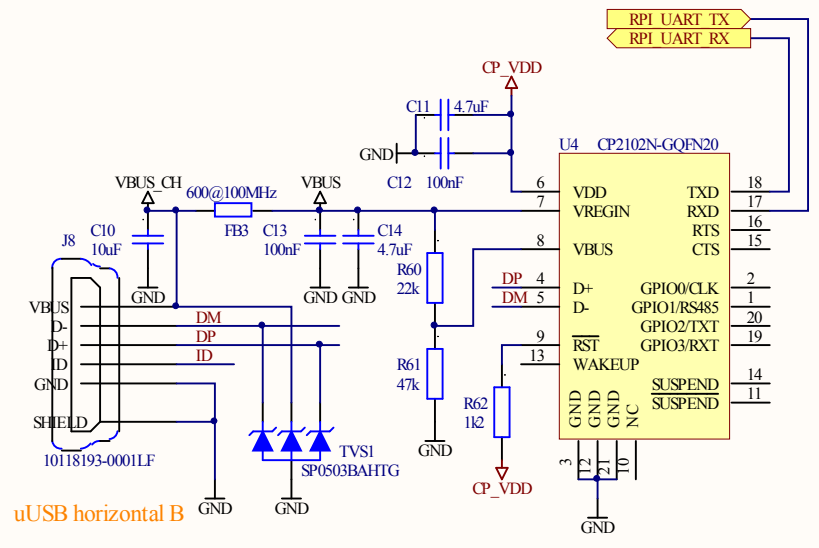 RPI_UART_TX
RPI_UART_RX
CP_VDD
C11 4.7uF
GND
C12 100nF
U4 CP2102N-GQFN20
VBUS_CH
600@100MHz
FB3
VBUS
C10
10uF
C13
100nF
C14
4.7uF
GND
GND
GND
6 VDD TXD 18
7 VREGIN RXD 17
RTS 16
8 VBUS CTS 15
DP 4 D+ GPIO0/CLK 2
DM 5 D- GPIO1/RS485 1
GPIO2/TXT 20
9 RST GPIO3/RXT 19
13 WAKEUP
SUSPEND 14
SUSPEND 11
GND GND GND NC
3 12 21 10
GND
R60
22k
R61
47k
GND
R62
1k2
CP_VDD
J8
VBUS
D- DM
D+ DP
ID ID
GND
SHIELD
10118193-0001LF
TVS1
SP0503BAHTG
GND
GND
uUSB horizontal B